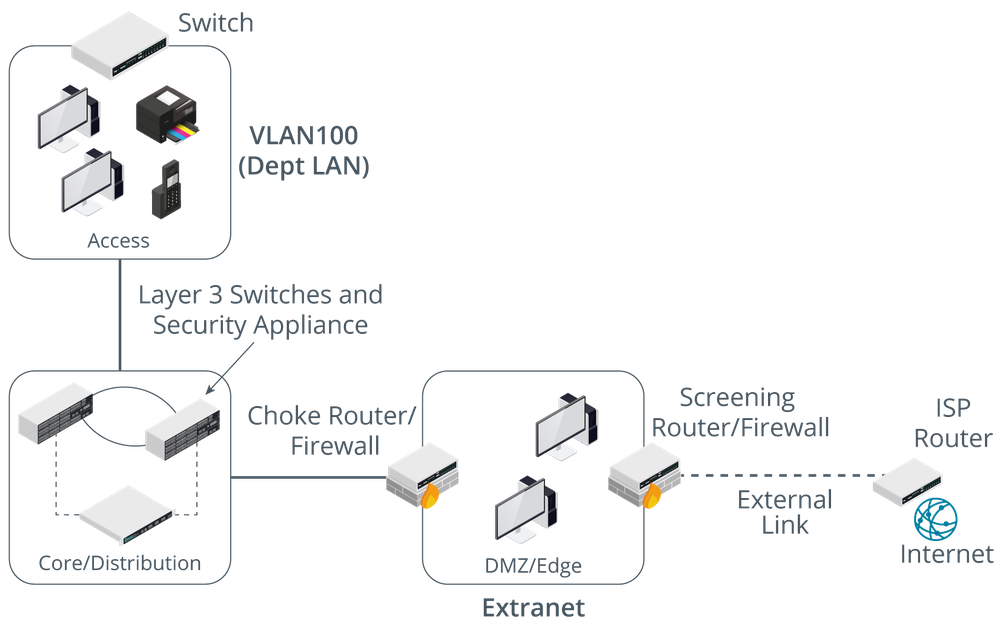 Switch
VLAN100
(Dept LAN)
Access
Layer 3 Switches and
Security Appliance
Core/Distribution
Choke Router/
Firewall
DMZ/Edge
Extranet
Screening
Router/Firewall
External
Link
ISP
Router
Internet